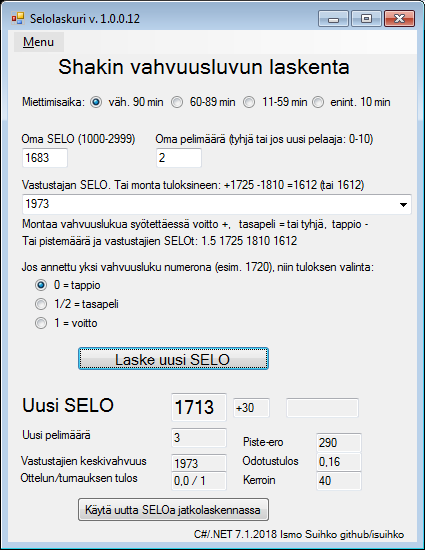 Selolaskuri v. 1.0.0.12
Menu
Shakin vahvuusluvun laskenta
Miettimisaika: väh. 90 min 60-89 min 11-59 min enint. 10 min
Oma SELO (1000-2999) Oma pelimäärä (tyhjä tai jos uusi pelaaja: 0-10)
1683 2
Vastustajan SELO. Tai monta tuloksineen: +1725 -1810 =1612 (tai 1612)
1973
Montaa vahvuuslukua syötettäessä voitto +, tasapeli = tai tyhjä, tappio -
Tai pistemäärä ja vastustajien SELOt: 1.5 1725 1810 1612
Jos annettu yksi vahvuusluku numerona (esim. 1720), niin tuloksen valinta:
0 = tappio
1/2 = tasapeli
1 = voitto
Laske uusi SELO
Uusi SELO 1713 +30
Uusi pelimäärä 3 Piste-ero 290
Vastustajien keskivahvuus 1973 Odotustulos 0,16
Ottelun/turnauksen tulos 0,0 / 1 Kerroin 40
Käytä uutta SELOa jatkolaskennassa
C#/.NET 7.1.2018 Ismo Suihko github/isuihko